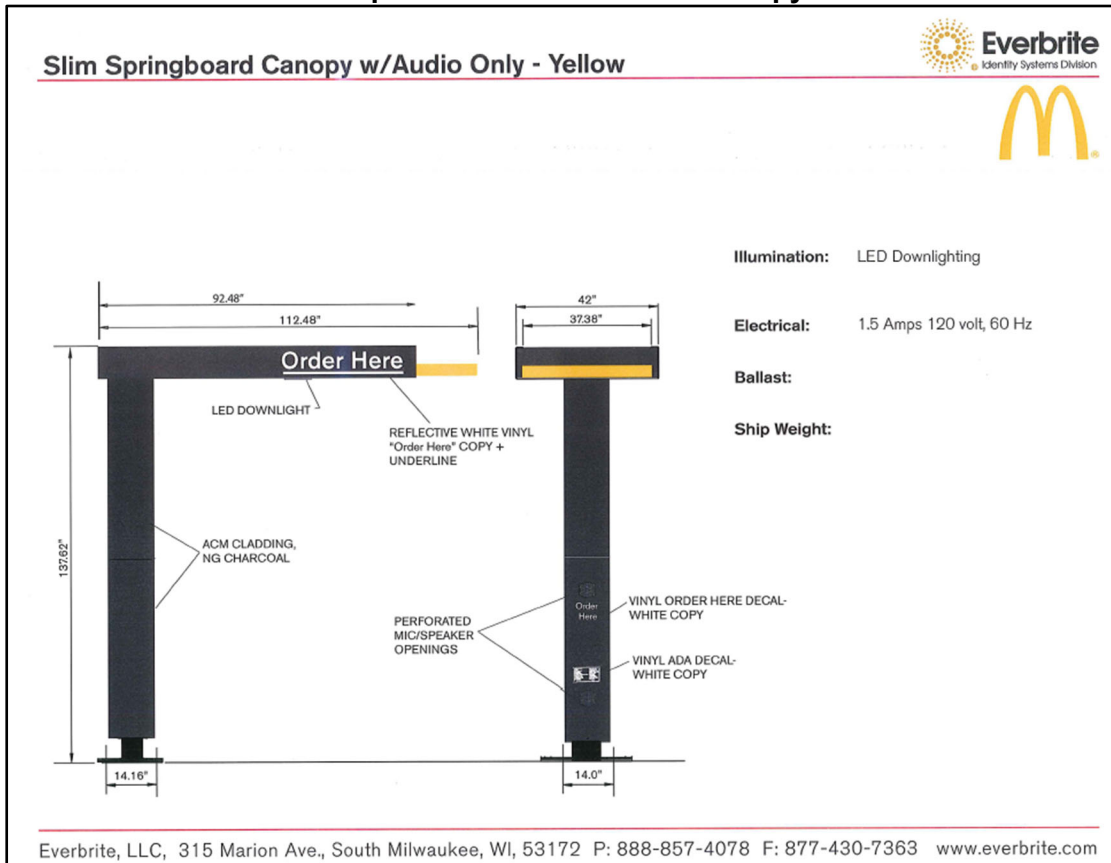 Everbrite
Identity Systems Division
Slim Springboard Canopy w/Audio Only - Yellow
Illumination: LED Downlighting
Electrical: 1.5 Amps 120 volt, 60 Hz
Ballast:
Ship Weight:
92.48"
112.48"
42"
37.38"
Order Here
LED DOWNLIGHT
REFLECTIVE WHITE VINYL
"Order Here" COPY +
UNDERLINE
137.62"
ACM CLADDING,
NG CHARCOAL
PERFORATED
MIC/SPEAKER
OPENINGS
Order
Here
VINYL ORDER HERE DECAL-
WHITE COPY
VINYL ADA DECAL-
WHITE COPY
14.16"
14.0"
Everbrite, LLC, 315 Marion Ave., South Milwaukee, WI, 53172 P: 888-857-4078 F: 877-430-7363 www.everbrite.com